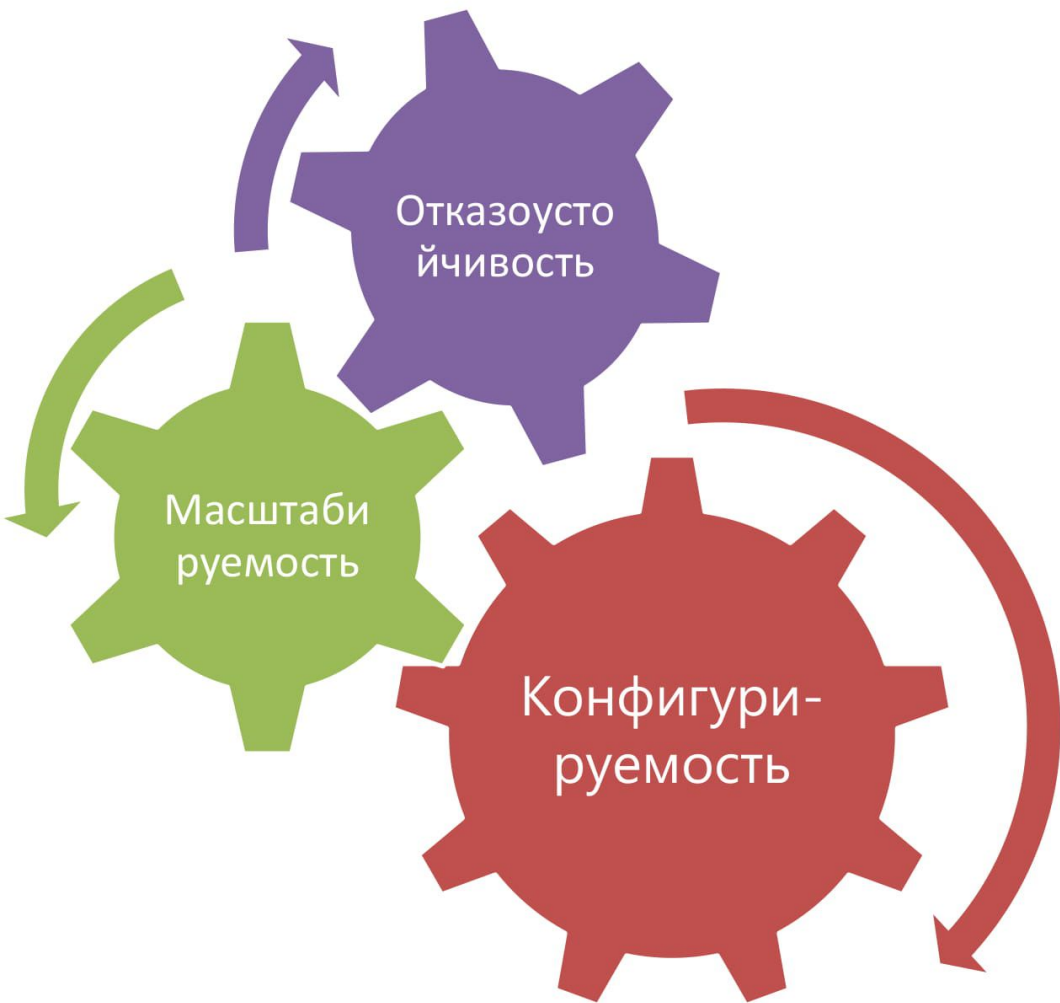 Отказоусто
йчивость
Масштаби
руемость
Конфигури-
руемость